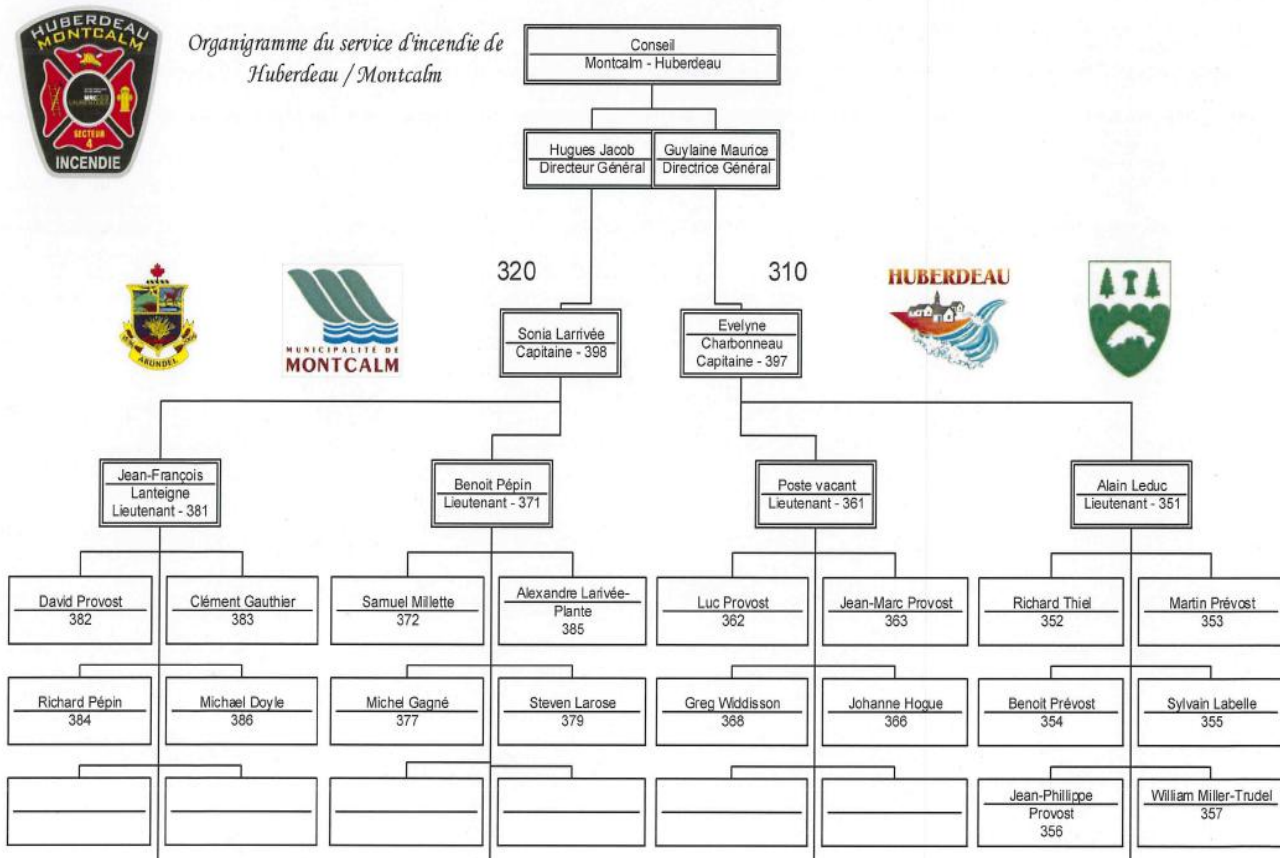 HUBERDEAU
MONTCALM
SECTEUR
4
INCENDIE
Organigramme du service d'incendie de
Huberdeau / Montcalm
Conseil
Montcalm - Huberdeau
Hugues Jacob
Directeur Général
Guylaine Maurice
Directrice Général
320
310
ARUNDEL
MUNICIPALITÉ DE
MONTCALM
HUBERDEAU
Sonia Larrivée
Capitaine - 398
Evelyne
Charbonneau
Capitaine - 397
Jean-François
Lanteigne
Lieutenant - 381
Benoit Pépin
Lieutenant - 371
Poste vacant
Lieutenant - 361
Alain Leduc
Lieutenant - 351
David Provost
382
Clément Gauthier
383
Samuel Millette
372
Alexandre Larivée-
Plante
385
Luc Provost
362
Jean-Marc Provost
363
Richard Thiel
352
Martin Prévost
353
Richard Pépin
384
Michael Doyle
386
Michel Gagné
377
Steven Larose
379
Greg Widdisson
368
Johanne Hogue
366
Benoit Prévost
354
Sylvain Labelle
355
Jean-Phillippe
Provost
356
William Miller-Trudel
357